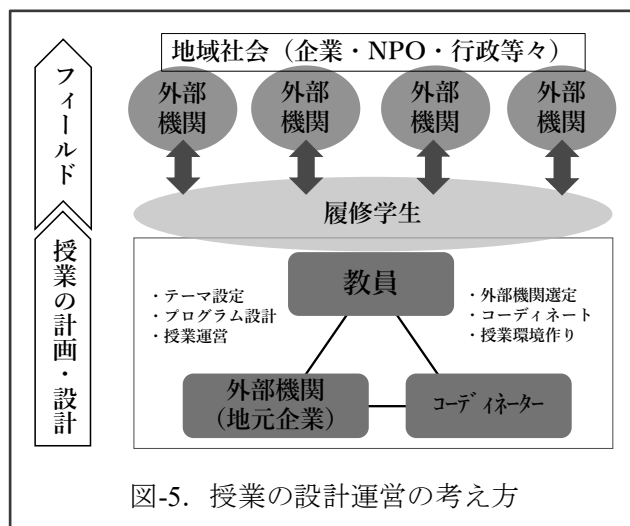 フィールド
授業の計画・設計
地域社会（企業・NPO・行政等々）
外部
機関
外部
機関
外部
機関
外部
機関
履修学生
教員
・テーマ設定
・プログラム設計
・授業運営
・外部機関選定
・コーディネート
・授業環境作り
外部機関
（地元企業）
コーディネーター
図-5．授業の設計運営の考え方